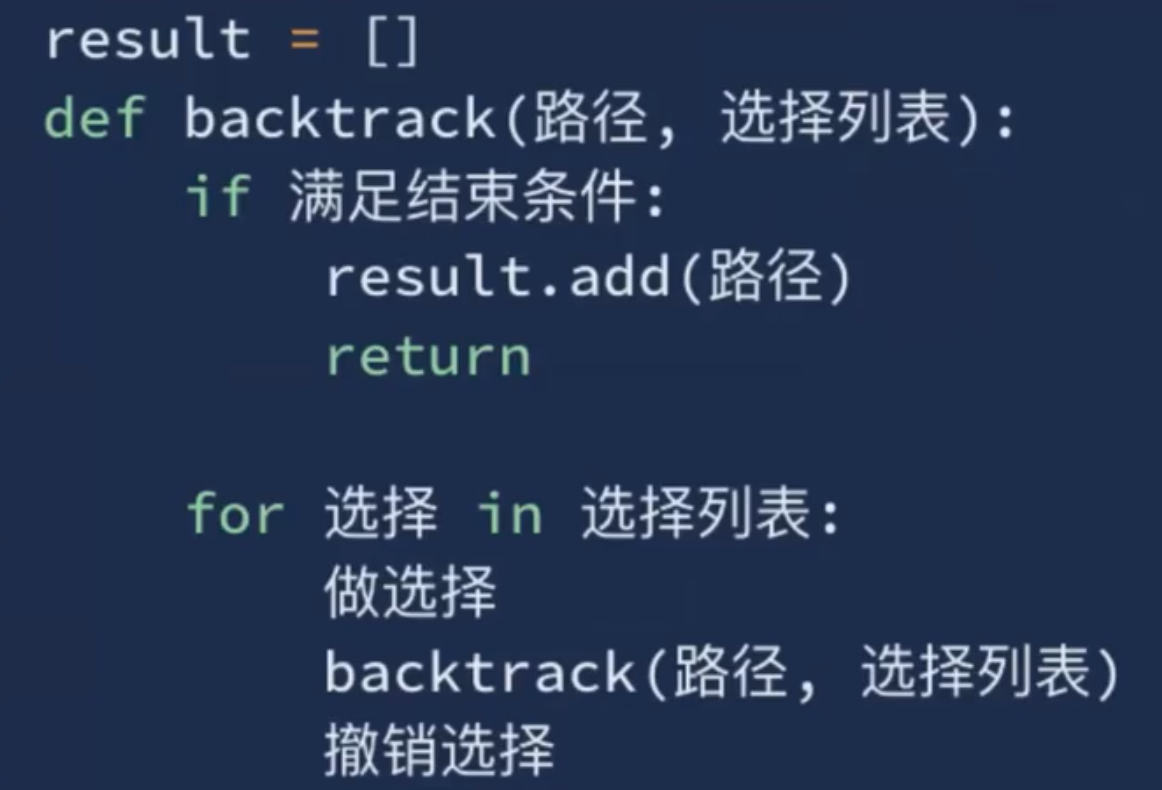 result = []
def backtrack(路径, 选择列表):
    if 满足结束条件:
        result.add(路径)
        return
    for 选择 in 选择列表:
        做选择
        backtrack(路径, 选择列表)
        撤销选择